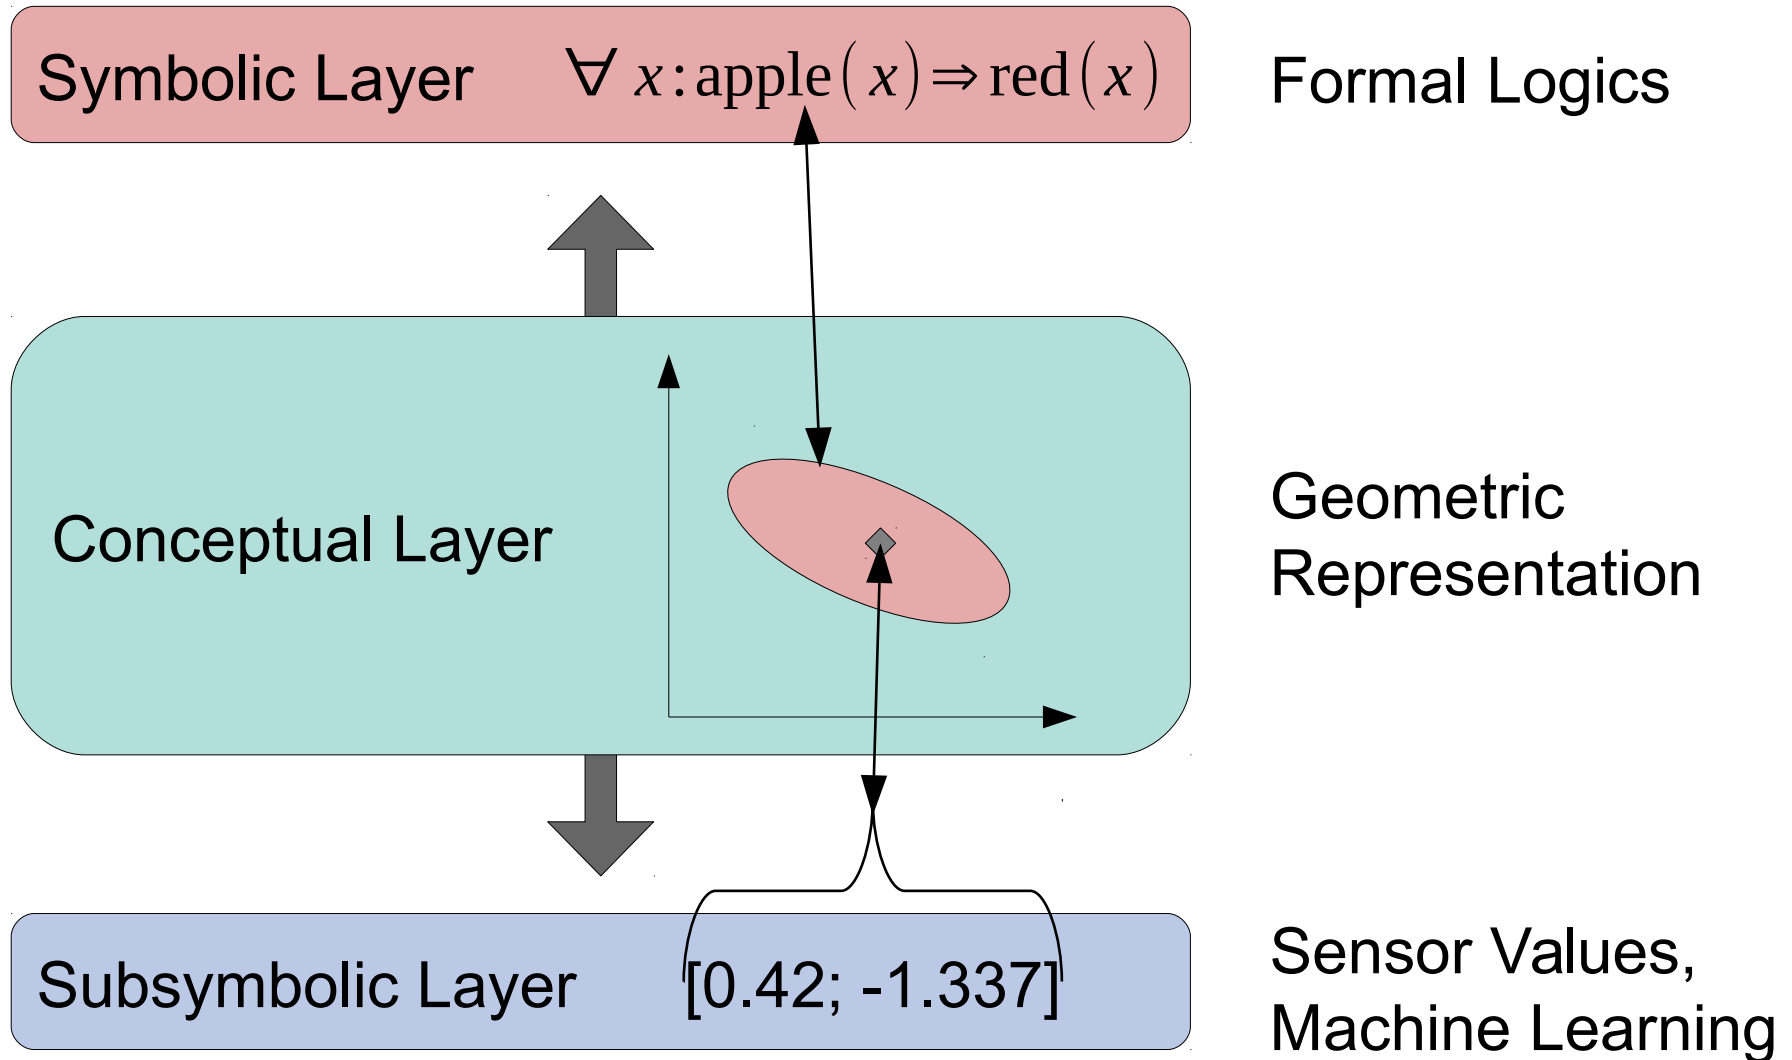 Symbolic Layer ∀ x : apple ( x ) ⇒ red ( x )
Formal Logics
Conceptual Layer
Geometric
Representation
Subsymbolic Layer [0.42; -1.337]
Sensor Values,
Machine Learning